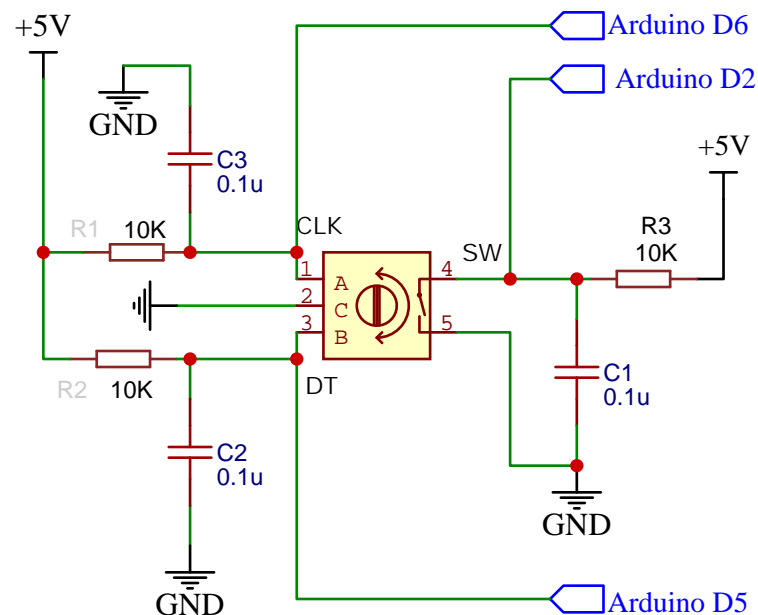 +5V
Arduino D6
Arduino D2
GND
C3
0.1u
+5V
R1
10K
CLK
SW
R3
10K
1
A
4
2
C
3
B
5
R2
10K
DT
C1
0.1u
C2
0.1u
GND
GND
Arduino D5